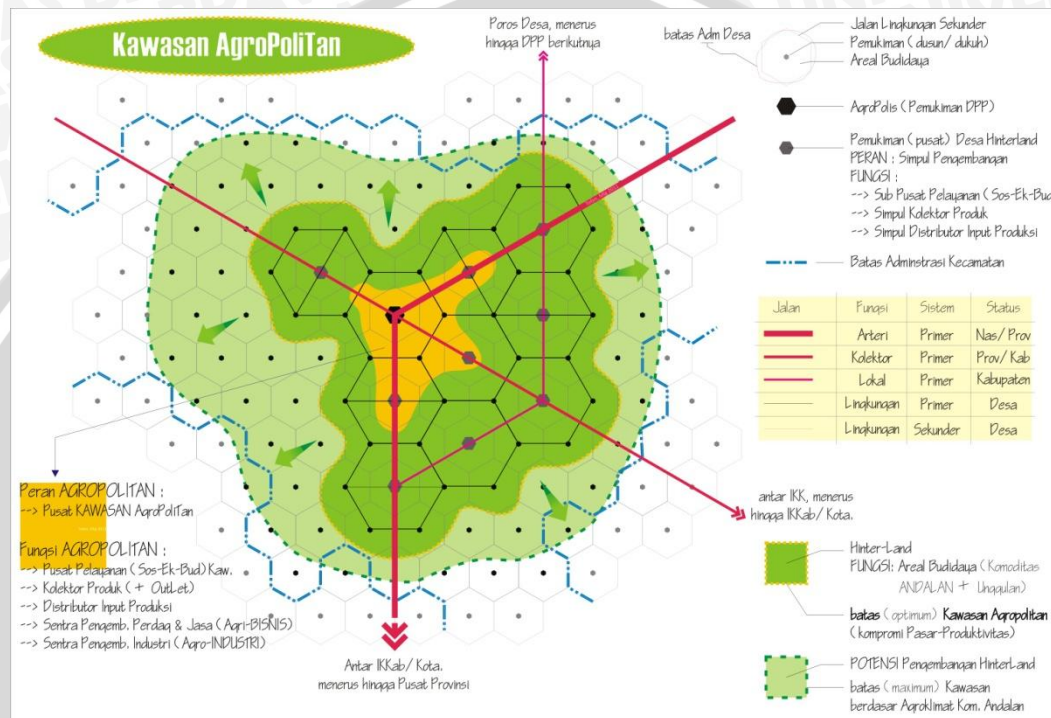 Kawasan AgroPoliTan
Poros Desa, menerus
hingga DPP berikutnya
batas Adm Desa
Jalan Lingkungan Sekunder
Pemukiman (dusun/ dukuh)
Areal Budidaya
AgroPolis (Pemukiman DPP)
Pemukiman (pusat) Desa Hinterland
PERAN : Simpul Pengembangan
FUNGSI :
--> Sub Pusat Pelayanan (Sos-Ek-Bud
--> Simpul Kolektor Produk
--> Simpul Distributor Input Produksi
Batas Adminstrasi Kecamatan
Jalan Fungsi Sistem Status
Arteri Primer Nas/ Prov
Kolektor Primer Prov/ Kab
Lokal Primer Kabupaten
Lingkungan Primer Desa
Lingkungan Sekunder Desa
Peran AGROPOLITAN :
--> Pusat KAWASAN AgroPoliTan
Fungsi AGROPOLITAN :
--> Pusat Pelayanan (Sos-Ek-Bud) Kaw.
--> Kolektor Produk (+ OutLet)
--> Distributor Input Produksi
--> Sentra Pengemb. Perdag & Jasa (Agri-BISNIS)
--> Sentra Pengemb. Industri (Agro-INDUSTRI)
Antar IKKab/ Kota.
menerus hingga Pusat Provinsi
antar IKK, menerus
hingga IKKab/ Kota.
Hinter-Land
FUNGSI: Areal Budidaya (Komoditas
ANDALAN + Unggulan)
batas (optimum) Kawasan Agropolitan
(kompromi Pasar-Produktivitas)
POTENSI Pengembangan HinterLand
batas (maximum) Kawasan
berdasar Agroklimat Kom. Andalan